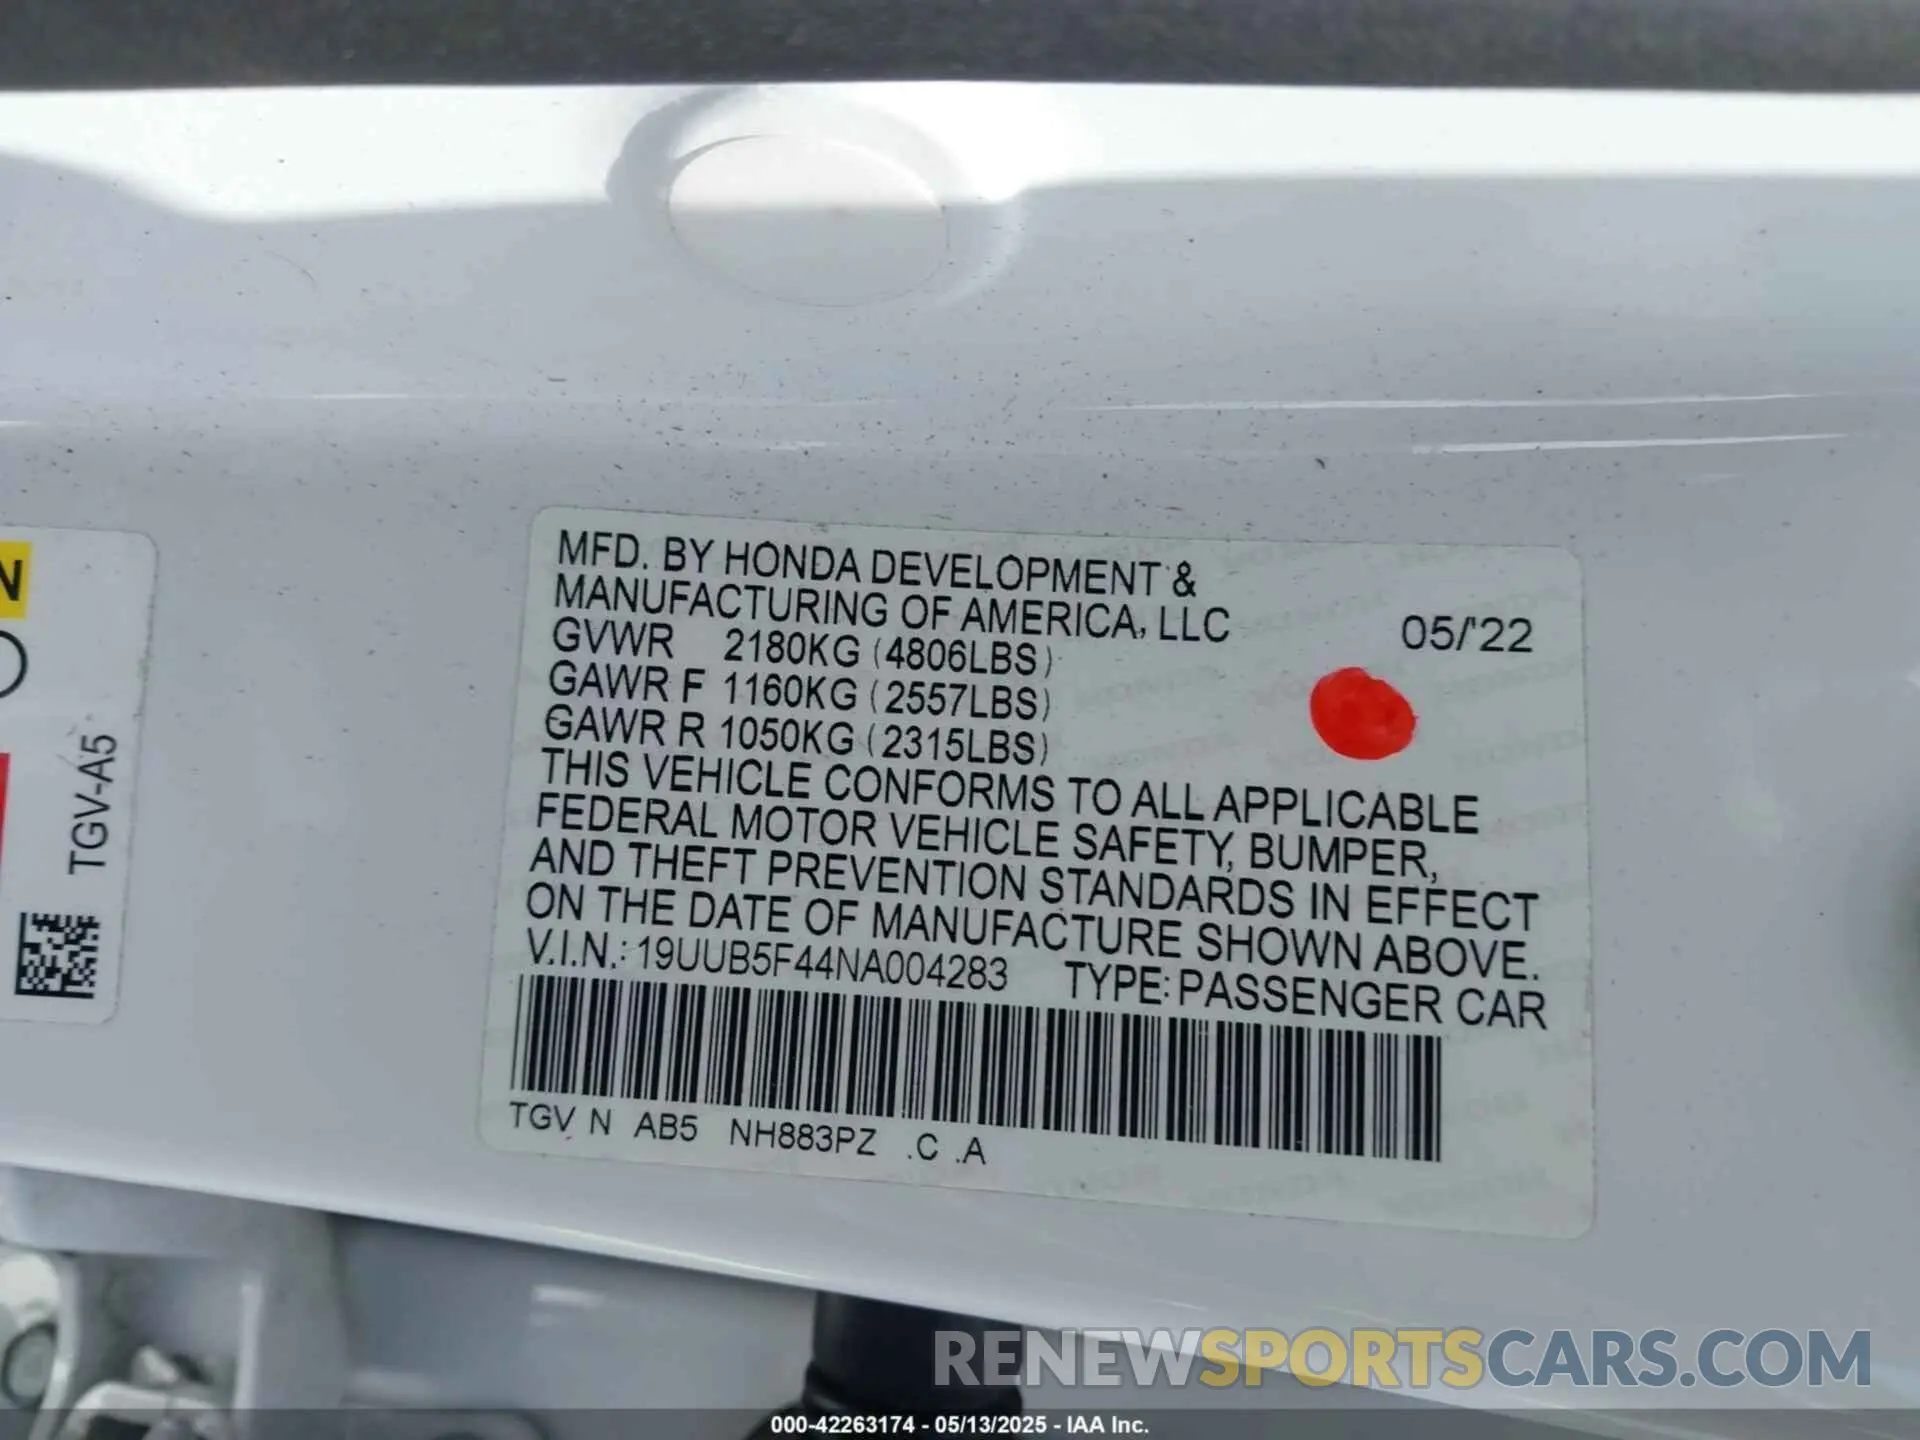 MFD. BY HONDA DEVELOPMENT &
MANUFACTURING OF AMERICA, LLC 05/'22
GVWR 2180KG (4806LBS)
GAWR F 1160KG (2557LBS)
GAWR R 1050KG (2315LBS)
THIS VEHICLE CONFORMS TO ALL APPLICABLE
FEDERAL MOTOR VEHICLE SAFETY, BUMPER,
AND THEFT PREVENTION STANDARDS IN EFFECT
ON THE DATE OF MANUFACTURE SHOWN ABOVE.
V.I.N.: 19UUB5F44NA004283 TYPE: PASSENGER CAR
TGV N AB5 NH883PZ .C .A
TGV-A5
RENEWSPORTSCARS.COM
000-42263174 - 05/13/2025 - IAA Inc.